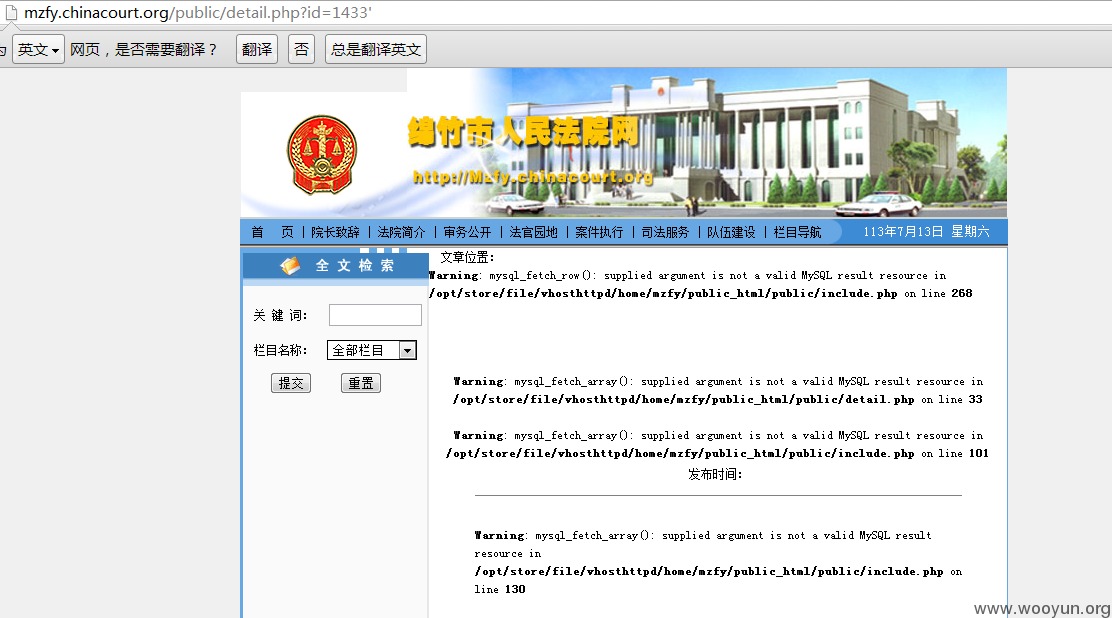 mzfy.chinacourt.org/public/detail.php?id=1433'
英文 网页，是否需要翻译？ 翻译 否 总是翻译英文
绵竹市人民法院网
http://Mzfy.chinacourt.org
首 页 | 院长致辞 | 法院简介 | 审务公开 | 法官园地 | 案件执行 | 司法服务 | 队伍建设 | 栏目导航 113年7月13日 星期六
全文检索
关 键 词：
栏目名称： 全部栏目
提交 重置
文章位置：
Warning: mysql_fetch_row(): supplied argument is not a valid MySQL result resource in
/opt/store/file/vhosthttpd/home/mzfy/public_html/public/include.php on line 268
Warning: mysql_fetch_array(): supplied argument is not a valid MySQL result resource in
/opt/store/file/vhosthttpd/home/mzfy/public_html/public/detail.php on line 33
Warning: mysql_fetch_array(): supplied argument is not a valid MySQL result resource in
/opt/store/file/vhosthttpd/home/mzfy/public_html/public/include.php on line 101
发布时间：
Warning: mysql_fetch_array(): supplied argument is not a valid MySQL result
resource in
/opt/store/file/vhosthttpd/home/mzfy/public_html/public/include.php on
line 130
www.wooyun.org